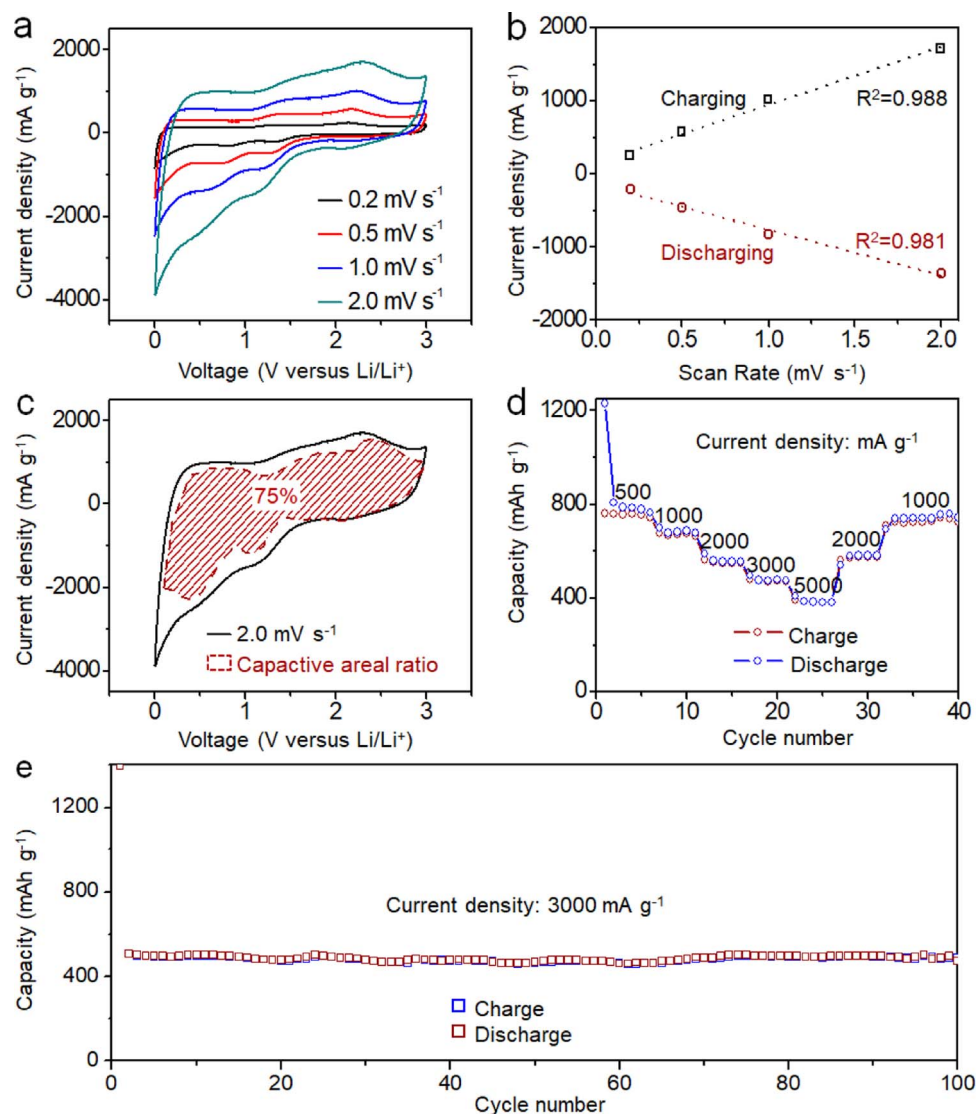 a
2000
0
-2000
-4000
Current density (mA g⁻¹)
0 1 2 3
Voltage (V versus Li/Li⁺)
0.2 mV s⁻¹
0.5 mV s⁻¹
1.0 mV s⁻¹
2.0 mV s⁻¹
b
2000
1000
0
-1000
-2000
Current density (mA g⁻¹)
Charging
R²=0.988
R²=0.981
Discharging
0.0 0.5 1.0 1.5 2.0
Scan Rate (mV s⁻¹)
c
2000
0
-2000
-4000
Current density (mA g⁻¹)
75%
2.0 mV s⁻¹
Capactive areal ratio
0 1 2 3
Voltage (V versus Li/Li⁺)
d
1200
800
400
0
Capacity (mAh g⁻¹)
Current density: mA g⁻¹
500
1000
2000
3000
5000
2000
1000
Charge
Discharge
0 10 20 30 40
Cycle number
e
1200
800
400
0
Capacity (mAh g⁻¹)
Current density: 3000 mA g⁻¹
Charge
Discharge
0 20 40 60 80 100
Cycle number